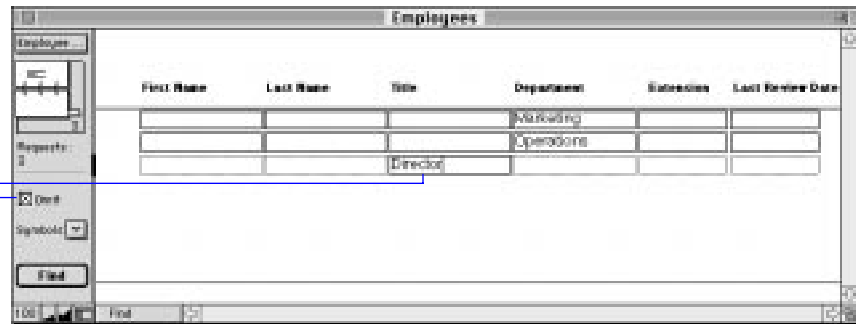 Employees
Employee ...
First Name Last Name Title Department Extension Last Review Date
Marketing
Operations
Requests:
3
Director
Omit
Symbols
Find
100 Find